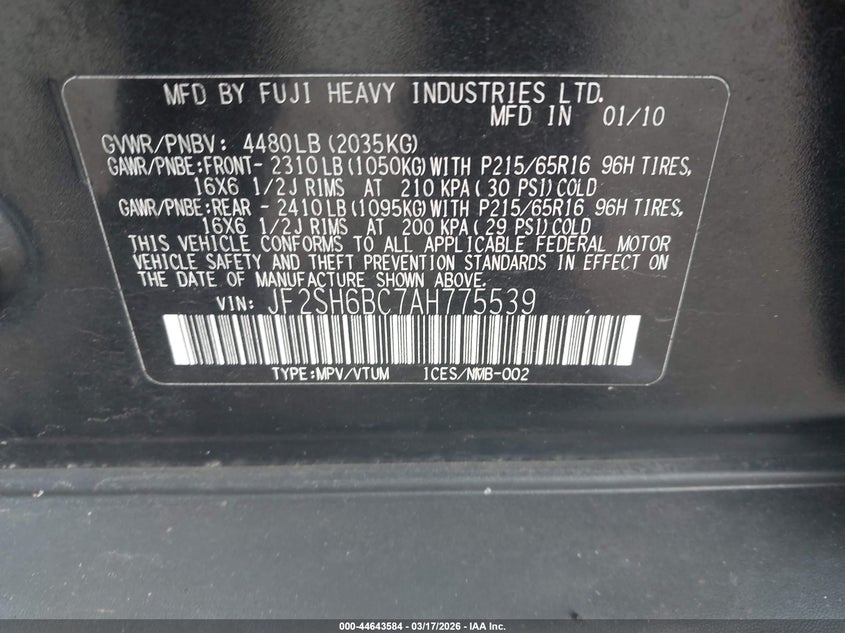 MFD BY FUJI HEAVY INDUSTRIES LTD.
MFD IN 01/10
GVWR/PNBV: 4480LB(2035KG)
GAWR/PNBE:FRONT- 2310LB(1050KG)WITH P215/65R16 96H TIRES,
16X6 1/2J RIMS AT 210 KPA( 30 PSI)COLD
GAWR/PNBE:REAR - 2410LB(1095KG)WITH P215/65R16 96H TIRES,
16X6 1/2J RIMS AT 200 KPA( 29 PSI)COLD
THIS VEHICLE CONFORMS TO ALL APPLICABLE FEDERAL MOTOR
VEHICLE SAFETY AND THEFT PREVENTION STANDARDS IN EFFECT ON
THE DATE OF MANUFACTURE SHOWN ABOVE.
VIN: JF2SH6BC7AH775539
TYPE:MPV/VTUM ICES/NMB-002
000-44643584 | 03/17/2026 - IAA Inc.